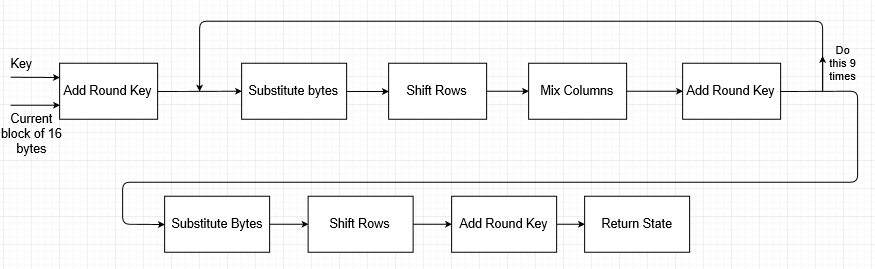 Key
Current
block of 16
bytes
Add Round Key
Substitute bytes
Shift Rows
Mix Columns
Add Round Key
Do
this 9
times
Substitute Bytes
Shift Rows
Add Round Key
Return State